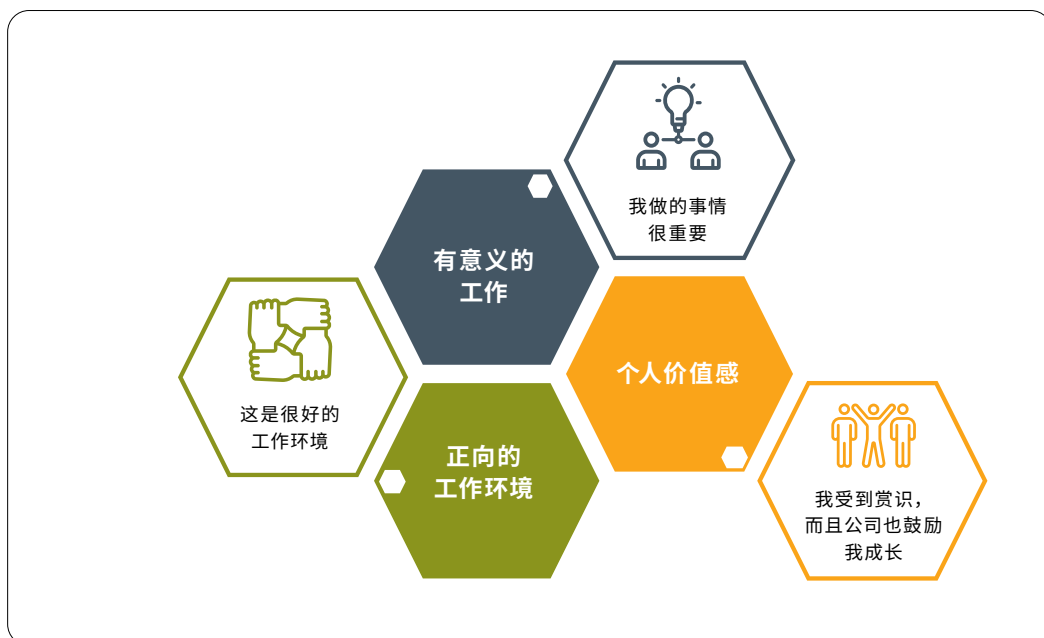 我做的事情
很重要
有意义的
工作
个人价值感
这是很好的
工作环境
正向的
工作环境
我受到赏识，
而且公司也鼓励
我成长